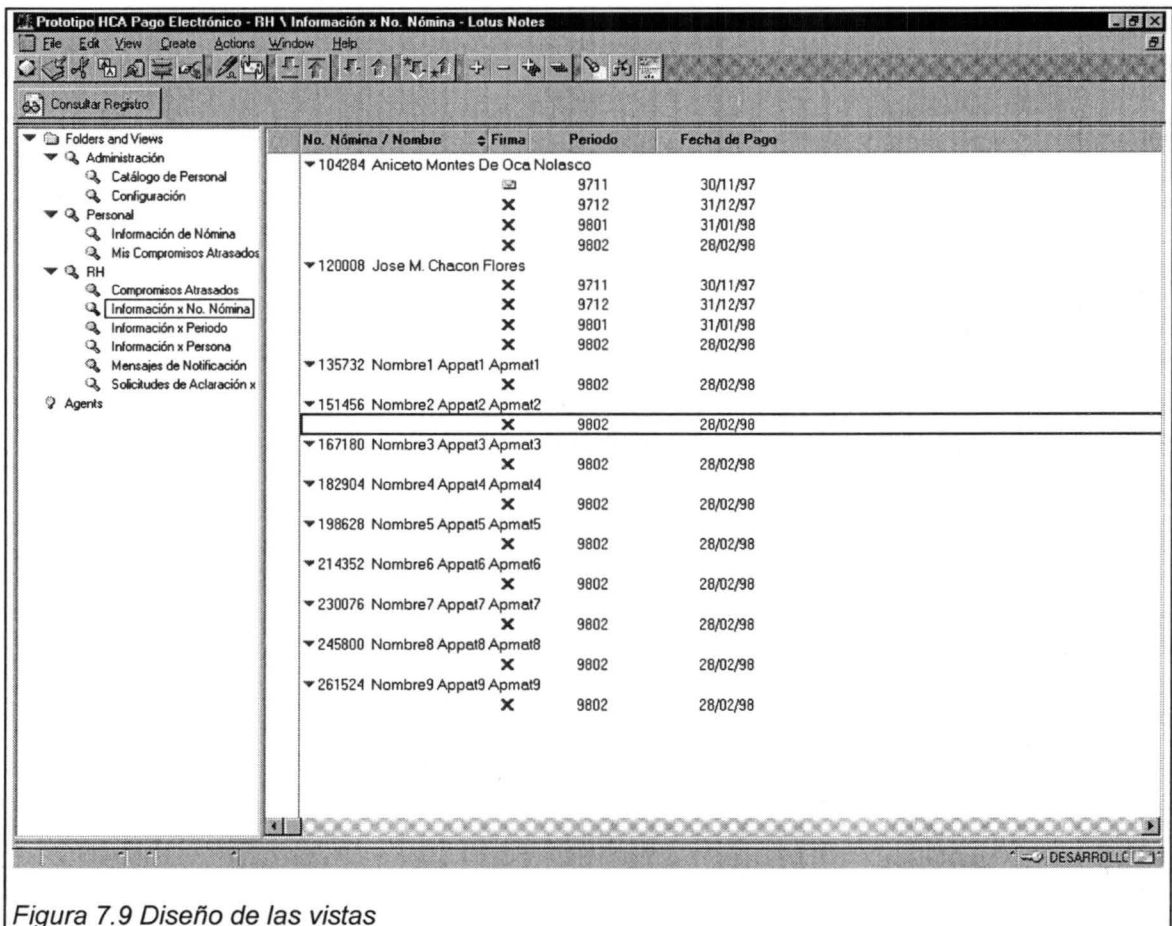 Prototipo HCA Pago Electrónico - RH \ Información x No. Nómina - Lotus Notes
File Edit View Create Actions Window Help
Consultar Registro
Folders and Views
Administración
Catálogo de Personal
Configuración
Personal
Información de Nómina
Mis Compromisos Atrasados
RH
Compromisos Atrasados
Información x No. Nómina
Información x Periodo
Información x Persona
Mensajes de Notificación
Solicitudes de Aclaración x
Agents
No. Nómina / Nombre Firma Periodo Fecha de Pago
104284 Aniceto Montes De Oca Nolasco
9711 30/11/97
9712 31/12/97
9801 31/01/98
9802 28/02/98
120008 Jose M. Chacon Flores
9711 30/11/97
9712 31/12/97
9801 31/01/98
9802 28/02/98
135732 Nombre1 Appat1 Apmat1
9802 28/02/98
151456 Nombre2 Appat2 Apmat2
9802 28/02/98
167180 Nombre3 Appat3 Apmat3
9802 28/02/98
182904 Nombre4 Appat4 Apmat4
9802 28/02/98
198628 Nombre5 Appat5 Apmat5
9802 28/02/98
214352 Nombre6 Appat6 Apmat6
9802 28/02/98
230076 Nombre7 Appat7 Apmat7
9802 28/02/98
245800 Nombre8 Appat8 Apmat8
9802 28/02/98
261524 Nombre9 Appat9 Apmat9
9802 28/02/98
DESARROLLO
Figura 7.9 Diseño de las vistas